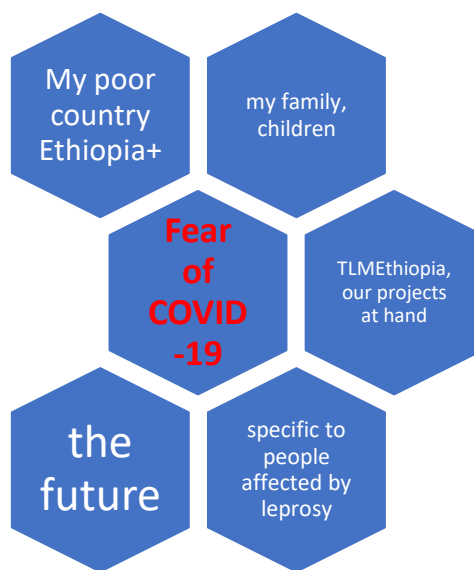 My poor
country
Ethiopia+
my family,
children
Fear
of
COVID
-19
TLMEthiopia,
our projects
at hand
the
future
specific to
people
affected by
leprosy